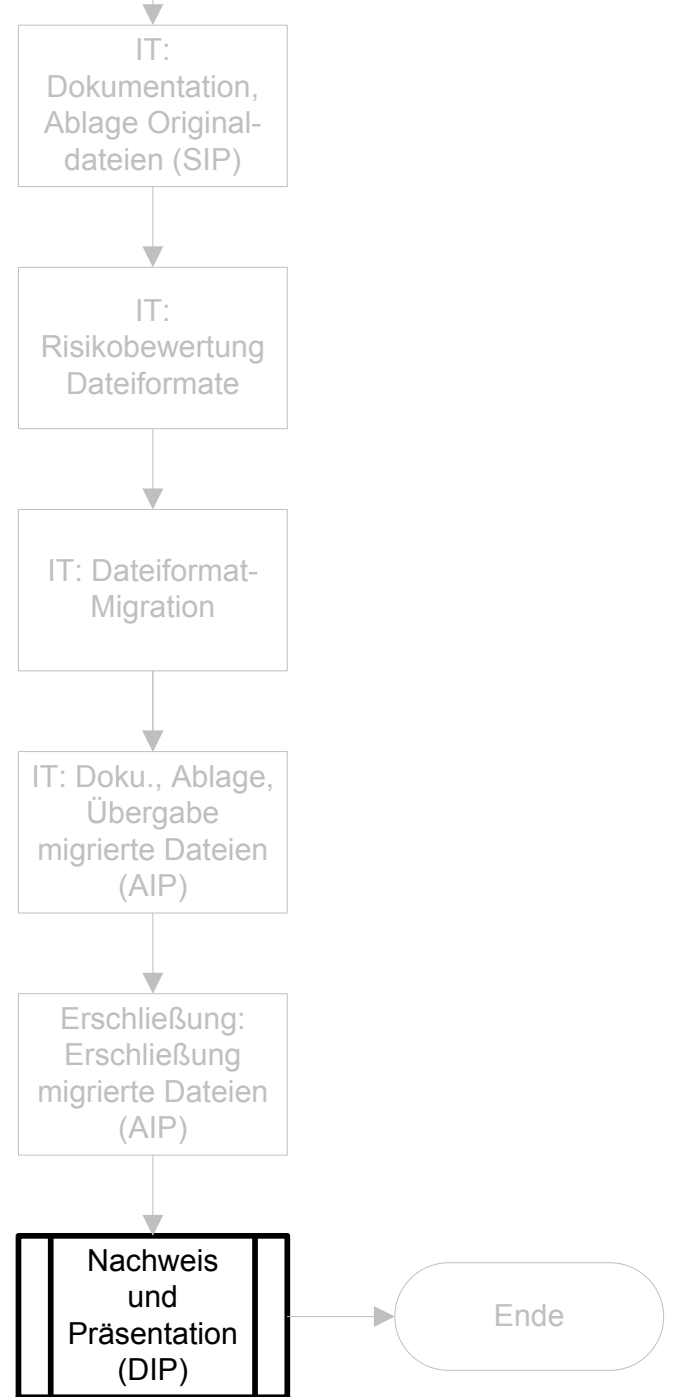 IT:
Dokumentation,
Ablage Original-
dateien (SIP)
IT:
Risikobewertung
Dateiformate
IT: Dateiformat-
Migration
IT: Doku., Ablage,
Übergabe
migrierte Dateien
(AIP)
Erschließung:
Erschließung
migrierte Dateien
(AIP)
Nachweis
und
Präsentation
(DIP)
Ende